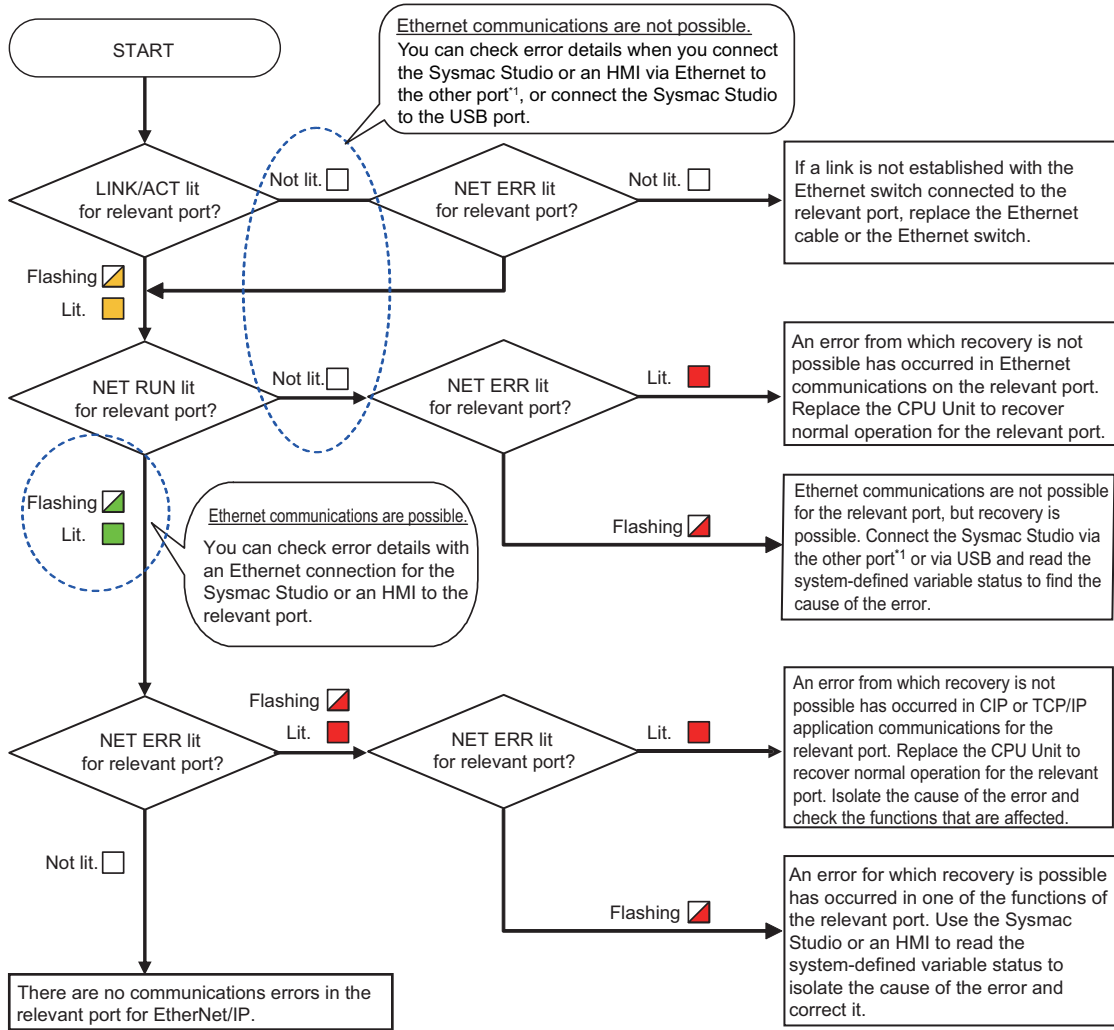 START
Ethernet communications are not possible.
You can check error details when you connect
the Sysmac Studio or an HMI via Ethernet to
the other port*1, or connect the Sysmac Studio
to the USB port.
LINK/ACT lit
for relevant port?
Not lit.
NET ERR lit
for relevant port?
Not lit.
If a link is not established with the
Ethernet switch connected to the
relevant port, replace the Ethernet
cable or the Ethernet switch.
Flashing
Lit.
NET RUN lit
for relevant port?
Not lit.
NET ERR lit
for relevant port?
Lit.
An error from which recovery is not
possible has occurred in Ethernet
communications on the relevant port.
Replace the CPU Unit to recover
normal operation for the relevant port.
Flashing
Lit.
Ethernet communications are possible.
You can check error details with
an Ethernet connection for the
Sysmac Studio or an HMI to the
relevant port.
Flashing
Ethernet communications are not possible
for the relevant port, but recovery is
possible. Connect the Sysmac Studio via
the other port*1 or via USB and read the
system-defined variable status to find the
cause of the error.
NET ERR lit
for relevant port?
Flashing
Lit.
NET ERR lit
for relevant port?
Lit.
An error from which recovery is not
possible has occurred in CIP or TCP/IP
application communications for the
relevant port. Replace the CPU Unit to
recover normal operation for the relevant
port. Isolate the cause of the error and
check the functions that are affected.
Not lit.
Flashing
An error for which recovery is possible
has occurred in one of the functions of
the relevant port. Use the Sysmac
Studio or an HMI to read the
system-defined variable status to
isolate the cause of the error and
correct it.
There are no communications errors in the
relevant port for EtherNet/IP.